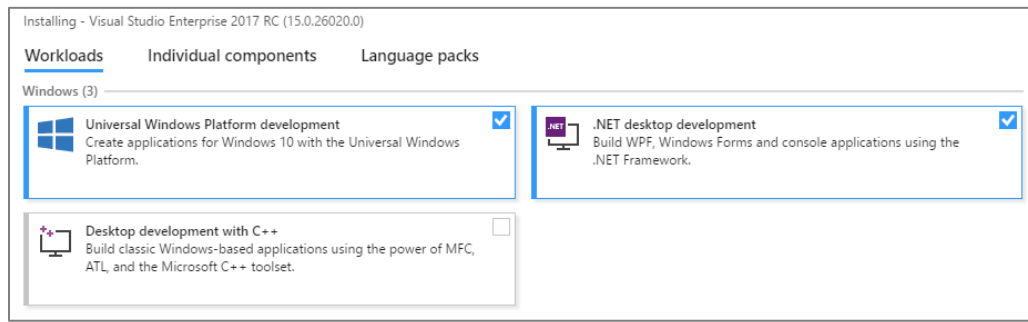 Installing - Visual Studio Enterprise 2017 RC (15.0.26020.0)
Workloads Individual components Language packs
Windows (3)
Universal Windows Platform development
Create applications for Windows 10 with the Universal Windows
Platform.
.NET
.NET desktop development
Build WPF, Windows Forms and console applications using the
.NET Framework.
Desktop development with C++
Build classic Windows-based applications using the power of MFC,
ATL, and the Microsoft C++ toolset.